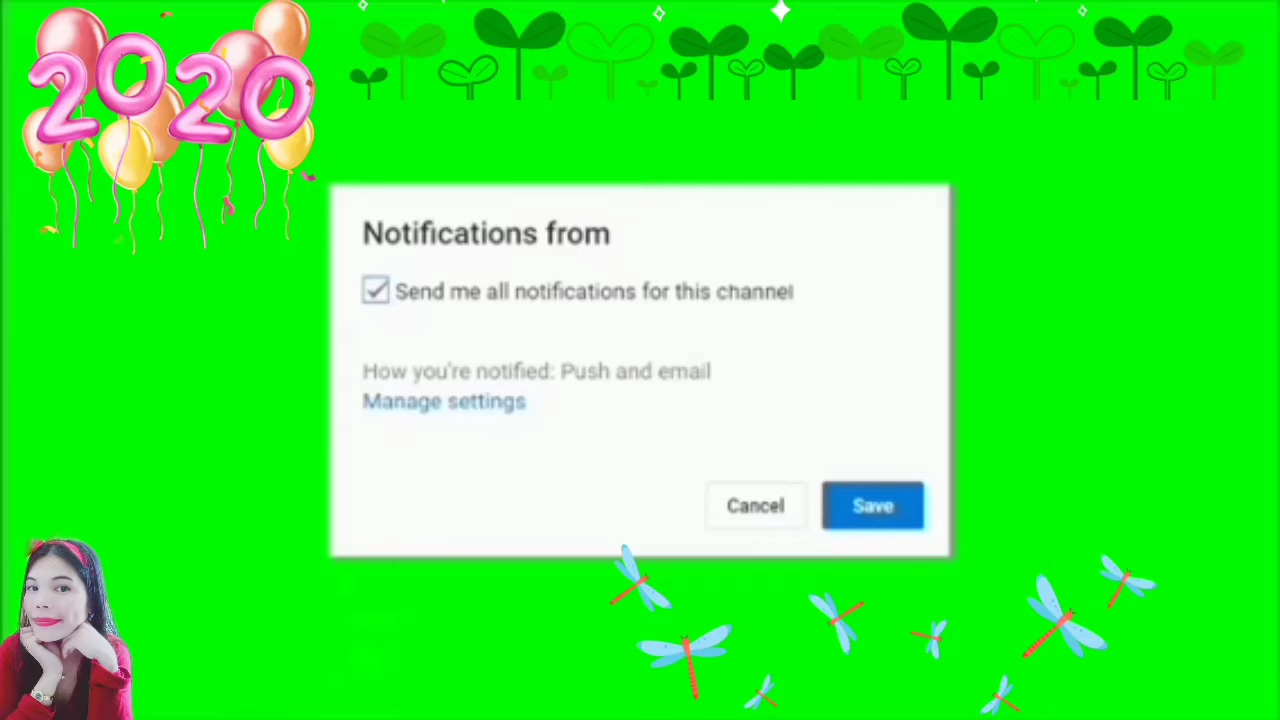 2020
Notifications from
Send me all notifications for this channel
How you're notified: Push and email
Manage settings
Cancel
Save